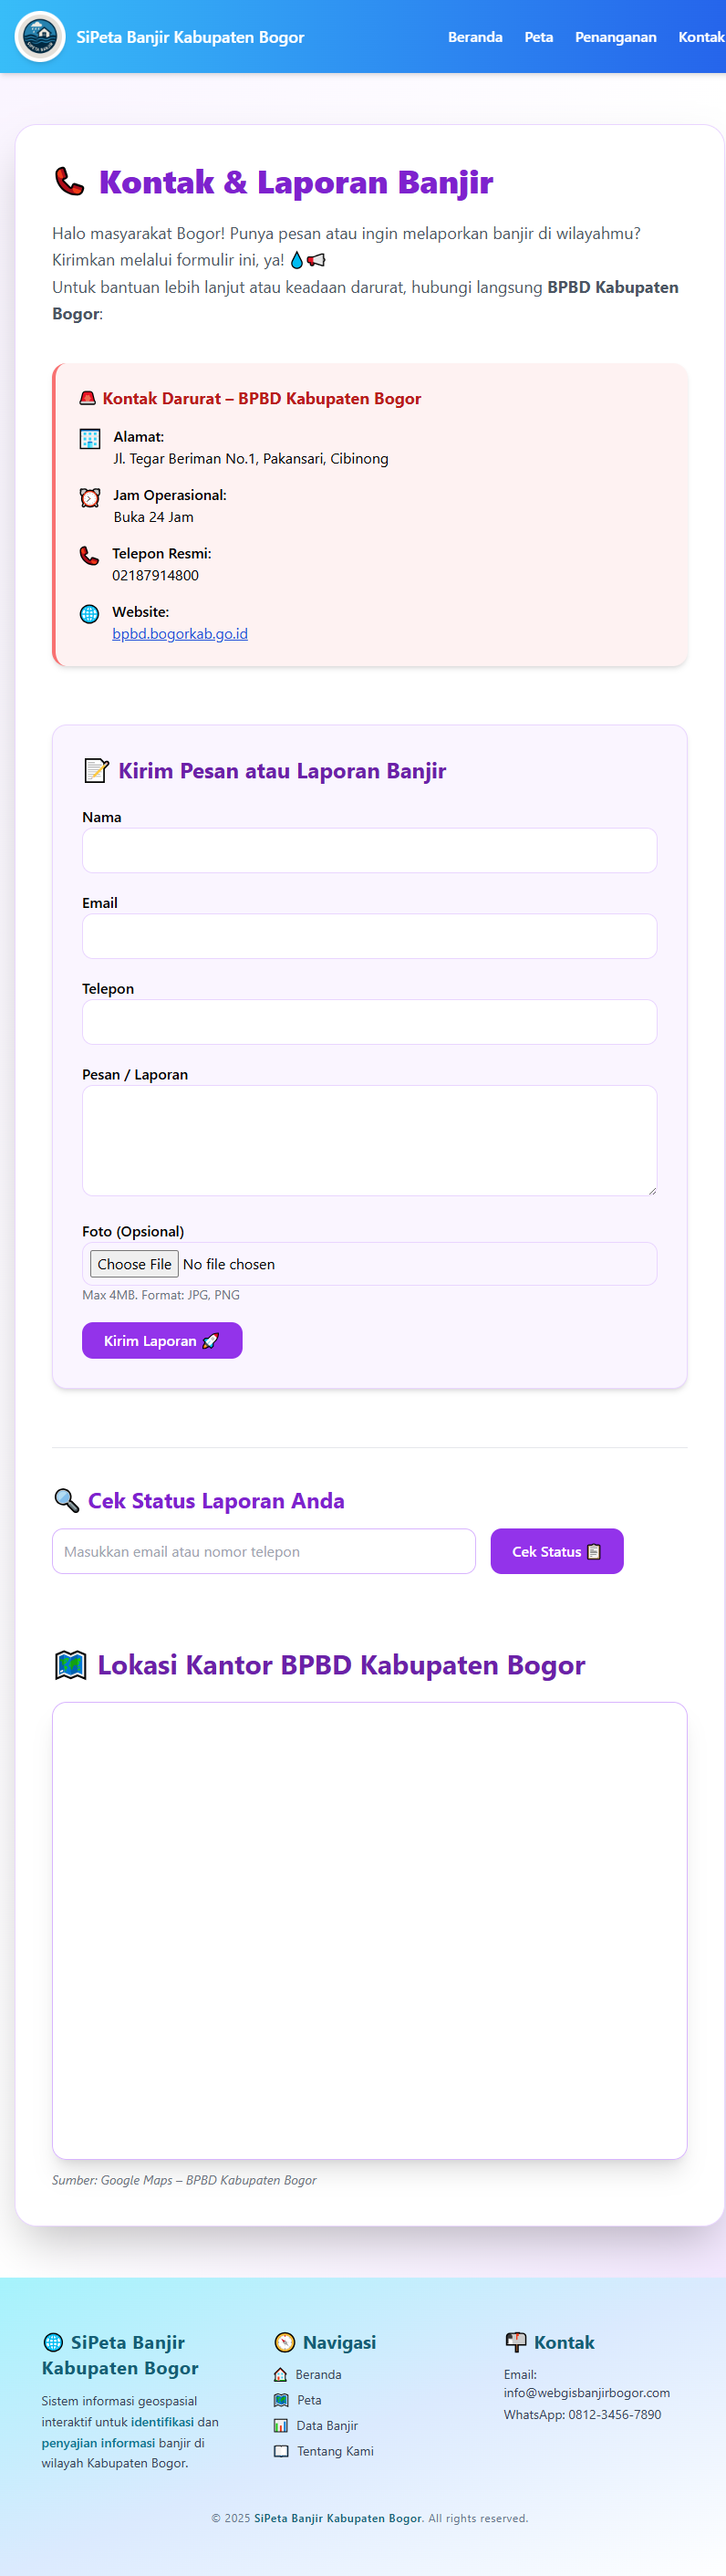 SiPeta Banjir Kabupaten Bogor
Beranda
Peta
Penanganan
Kontak
Kontak & Laporan Banjir
Halo masyarakat Bogor! Punya pesan atau ingin melaporkan banjir di wilayahmu?
Kirimkan melalui formulir ini, ya! 💧📢
Untuk bantuan lebih lanjut atau keadaan darurat, hubungi langsung BPBD Kabupaten
Bogor:
Kontak Darurat – BPBD Kabupaten Bogor
Alamat:
Jl. Tegar Beriman No.1, Pakansari, Cibinong
Jam Operasional:
Buka 24 Jam
Telepon Resmi:
02187914800
Website:
bpbd.bogorkab.go.id
Kirim Pesan atau Laporan Banjir
Nama
Email
Telepon
Pesan / Laporan
Foto (Opsional)
Choose File No file chosen
Max 4MB. Format: JPG, PNG
Kirim Laporan 🚀
Cek Status Laporan Anda
Masukkan email atau nomor telepon
Cek Status 📋
Lokasi Kantor BPBD Kabupaten Bogor
Sumber: Google Maps – BPBD Kabupaten Bogor
SiPeta Banjir
Kabupaten Bogor
Sistem informasi geospasial
interaktif untuk identifikasi dan
penyajian informasi banjir di
wilayah Kabupaten Bogor.
Navigasi
Beranda
Peta
Data Banjir
Tentang Kami
Kontak
Email:
info@webgisbanjirbogor.com
WhatsApp: 0812-3456-7890
© 2025 SiPeta Banjir Kabupaten Bogor. All rights reserved.